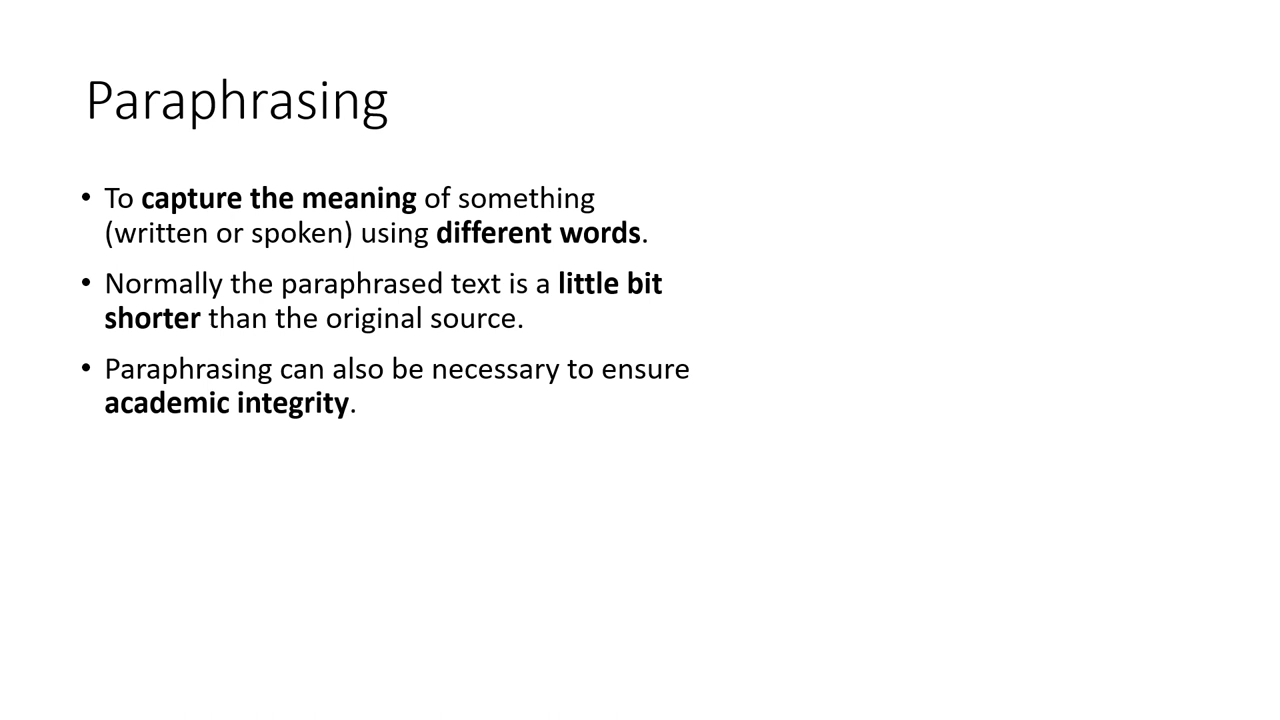 Paraphrasing
• To capture the meaning of something
(written or spoken) using different words.
• Normally the paraphrased text is a little bit
shorter than the original source.
• Paraphrasing can also be necessary to ensure
academic integrity.